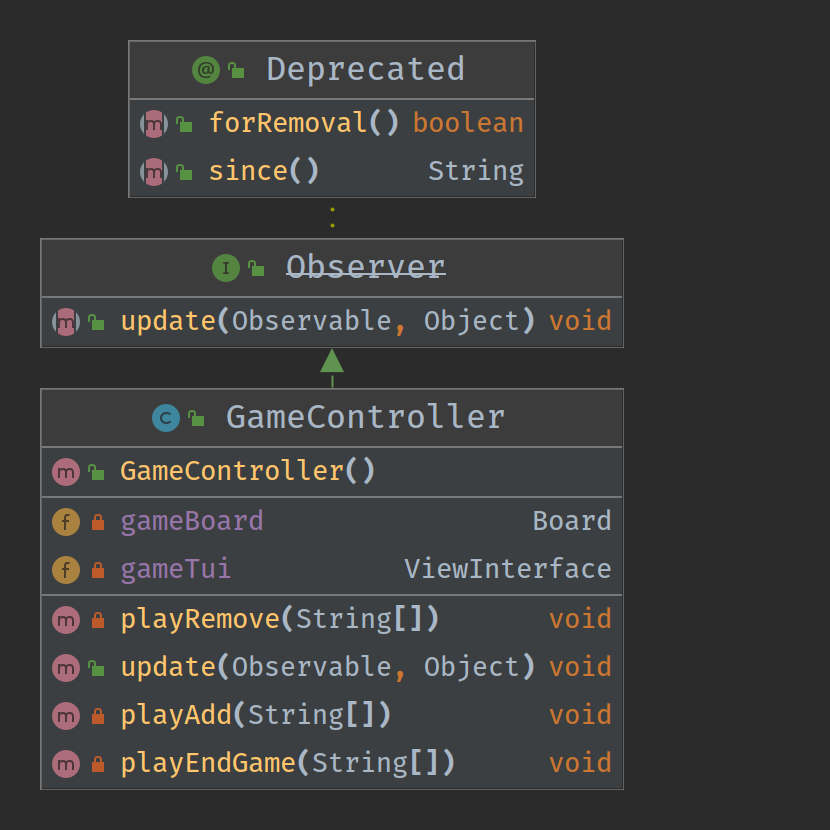 @ Deprecated
m forRemoval() boolean
m since() String
I Observer
m update(Observable, Object) void
C GameController
m GameController()
f gameBoard Board
f gameTui ViewInterface
m playRemove(String[]) void
m update(Observable, Object) void
m playAdd(String[]) void
m playEndGame(String[]) void